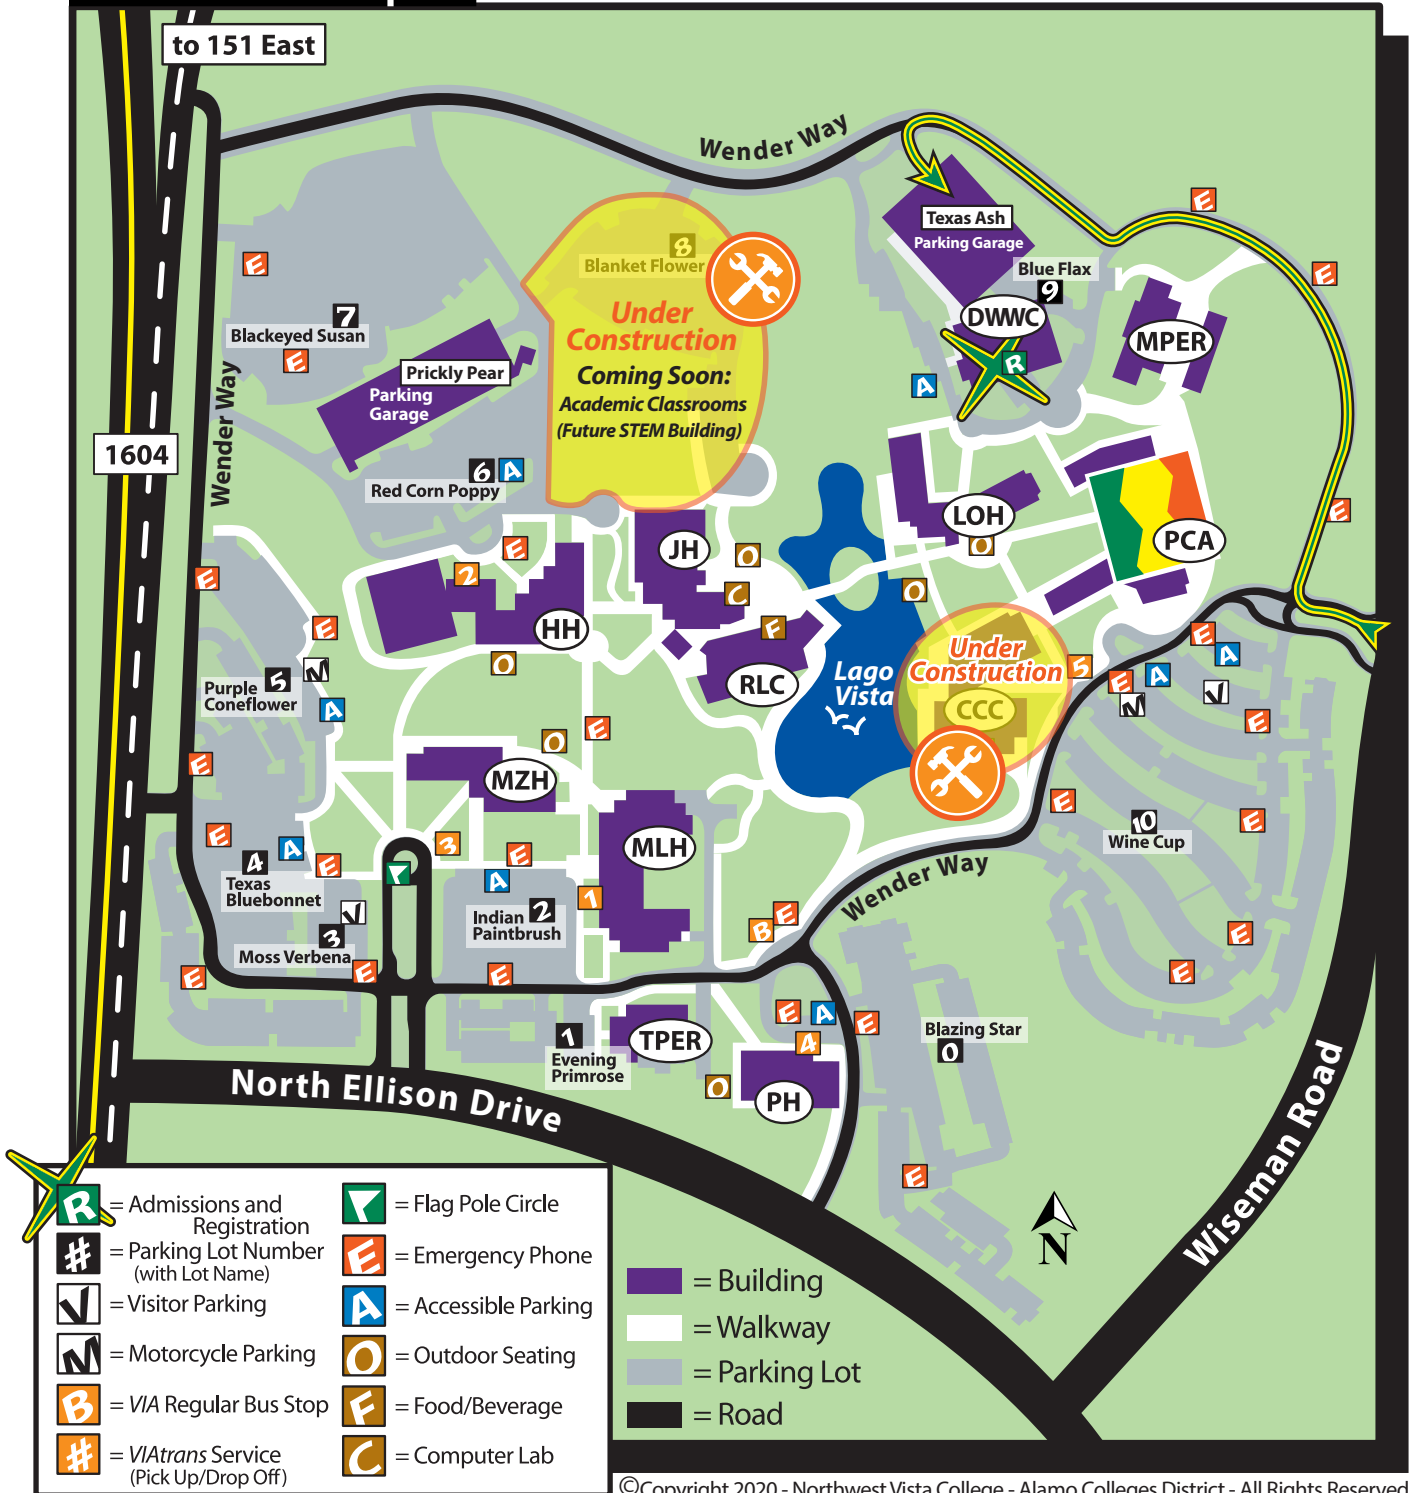 to 151 East
Wender Way
E
Texas Ash
Parking Garage
E
8
Blanket Flower
Blue Flax
9
E
7
Blackeyed Susan
E
Under
Construction
Coming Soon:
Academic Classrooms
(Future STEM Building)
DWWC
R
MPER
Prickly Pear
Parking
Garage
A
Wender Way
1604
6
A
Red Corn Poppy
LOH
O
E
PCA
E
2
JH
O
C
F
O
E
HH
E
O
RLC
Lago
Vista
Under
Construction
CCC
5
E
A
E
A
M
V
E
M
Purple
Coneflower
5
A
E
O
E
MZH
E
E
10
Wine Cup
E
E
A
4
Texas
Bluebonnet
E
3
E
A
MLH
1
Wender Way
V
3
Moss Verbena
E
Indian
Paintbrush
2
B
E
E
E
E
E
E
A
4
E
Blazing Star
0
1
Evening
Primrose
TPER
O
PH
North Ellison Drive
E
Wiseman Road
N
R = Admissions and
Registration
# = Parking Lot Number
(with Lot Name)
V = Visitor Parking
M = Motorcycle Parking
B = VIA Regular Bus Stop
# = VIAtrans Service
(Pick Up/Drop Off)
= Flag Pole Circle
E = Emergency Phone
A = Accessible Parking
O = Outdoor Seating
F = Food/Beverage
C = Computer Lab
= Building
= Walkway
= Parking Lot
= Road
©Copyright 2020 - Northwest Vista College - Alamo Colleges District - All Rights Reserved